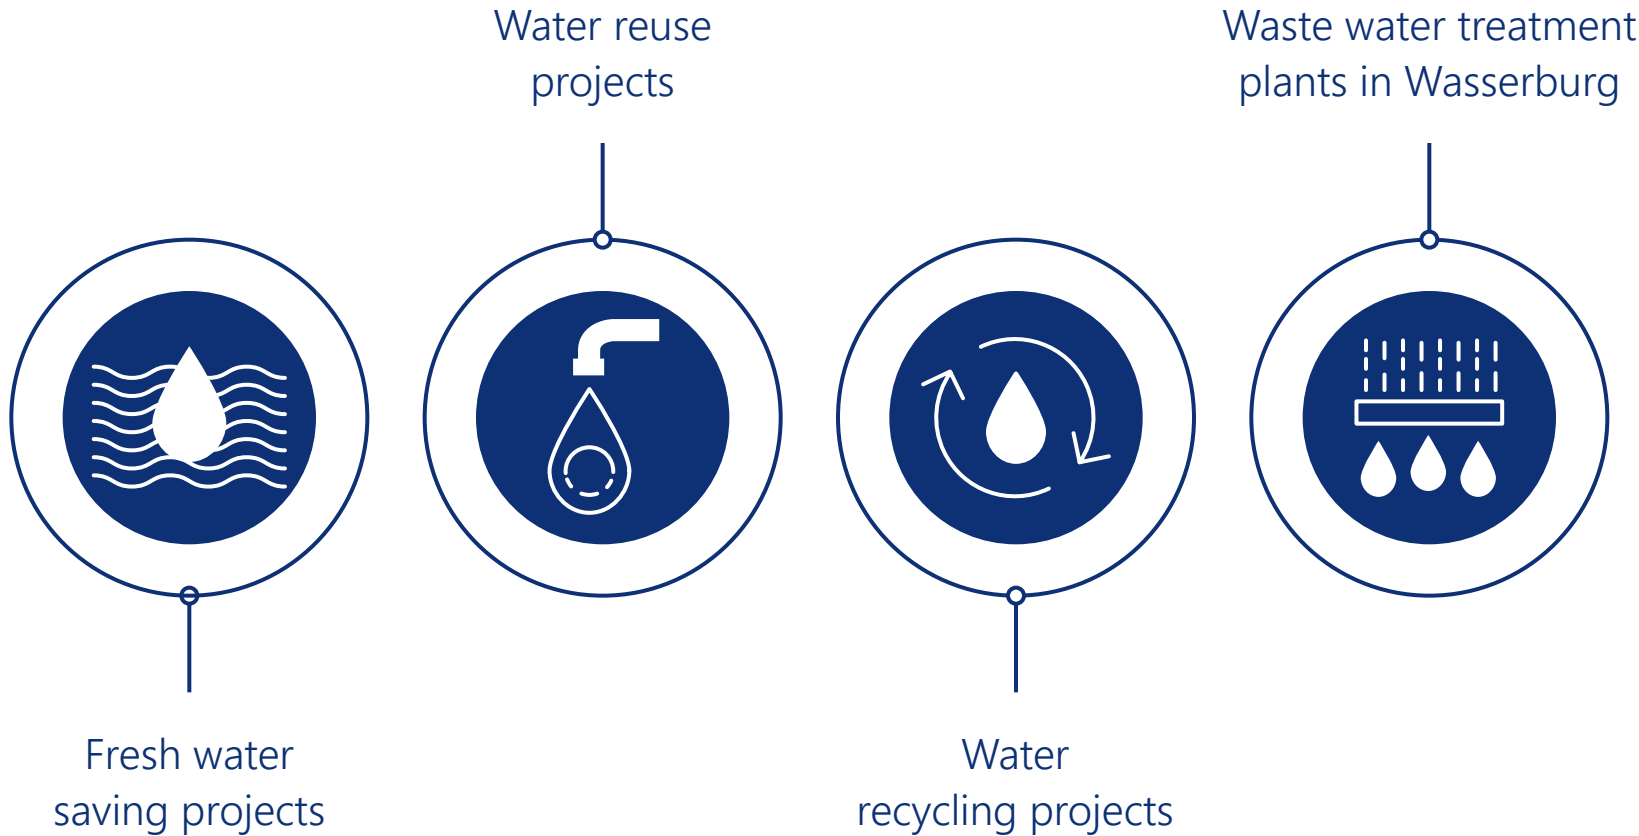 Water reuse
projects
Waste water treatment
plants in Wasserburg
Fresh water
saving projects
Water
recycling projects